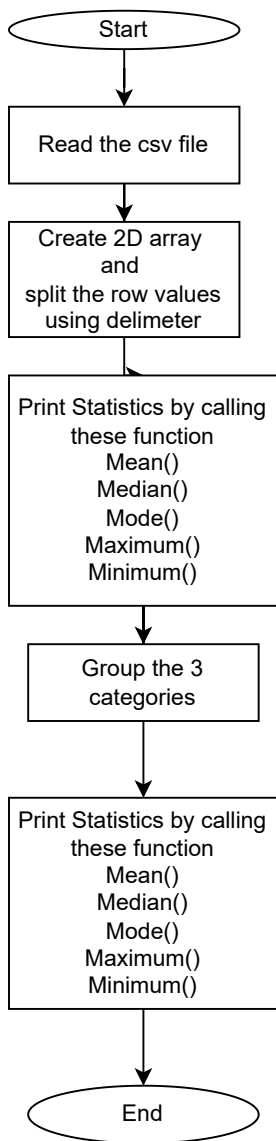 Start
Read the csv file
Create 2D array
and
split the row values
using delimeter
Print Statistics by calling
these function
Mean()
Median()
Mode()
Maximum()
Minimum()
Group the 3
categories
Print Statistics by calling
these function
Mean()
Median()
Mode()
Maximum()
Minimum()
End